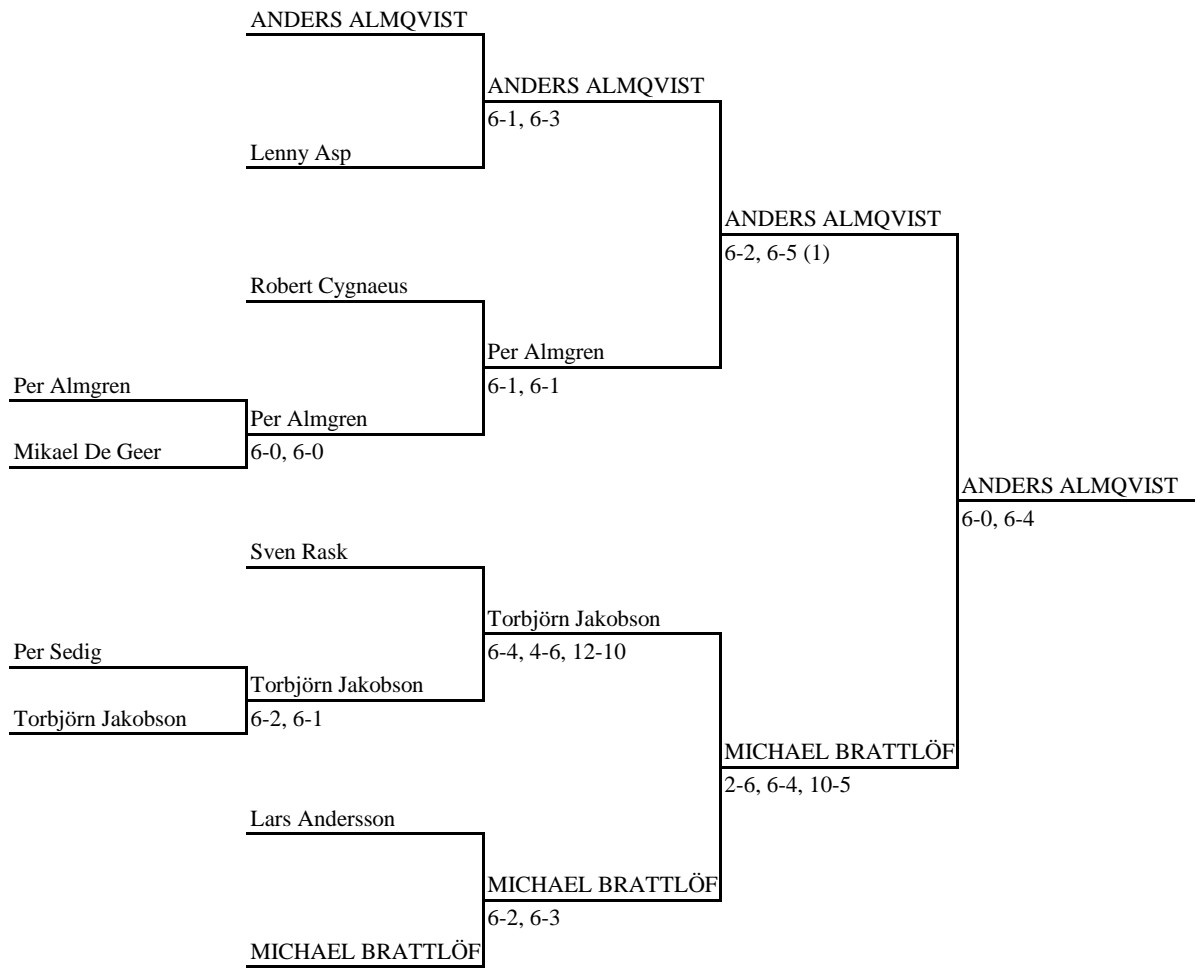 ANDERS ALMQVIST
ANDERS ALMQVIST
6-1, 6-3
Lenny Asp
ANDERS ALMQVIST
6-2, 6-5 (1)
Robert Cygnaeus
Per Almgren
6-1, 6-1
Per Almgren
Per Almgren
Mikael De Geer
6-0, 6-0
ANDERS ALMQVIST
6-0, 6-4
Sven Rask
Torbjörn Jakobson
6-4, 4-6, 12-10
Per Sedig
Torbjörn Jakobson
Torbjörn Jakobson
6-2, 6-1
MICHAEL BRATTLÖF
2-6, 6-4, 10-5
Lars Andersson
MICHAEL BRATTLÖF
6-2, 6-3
MICHAEL BRATTLÖF